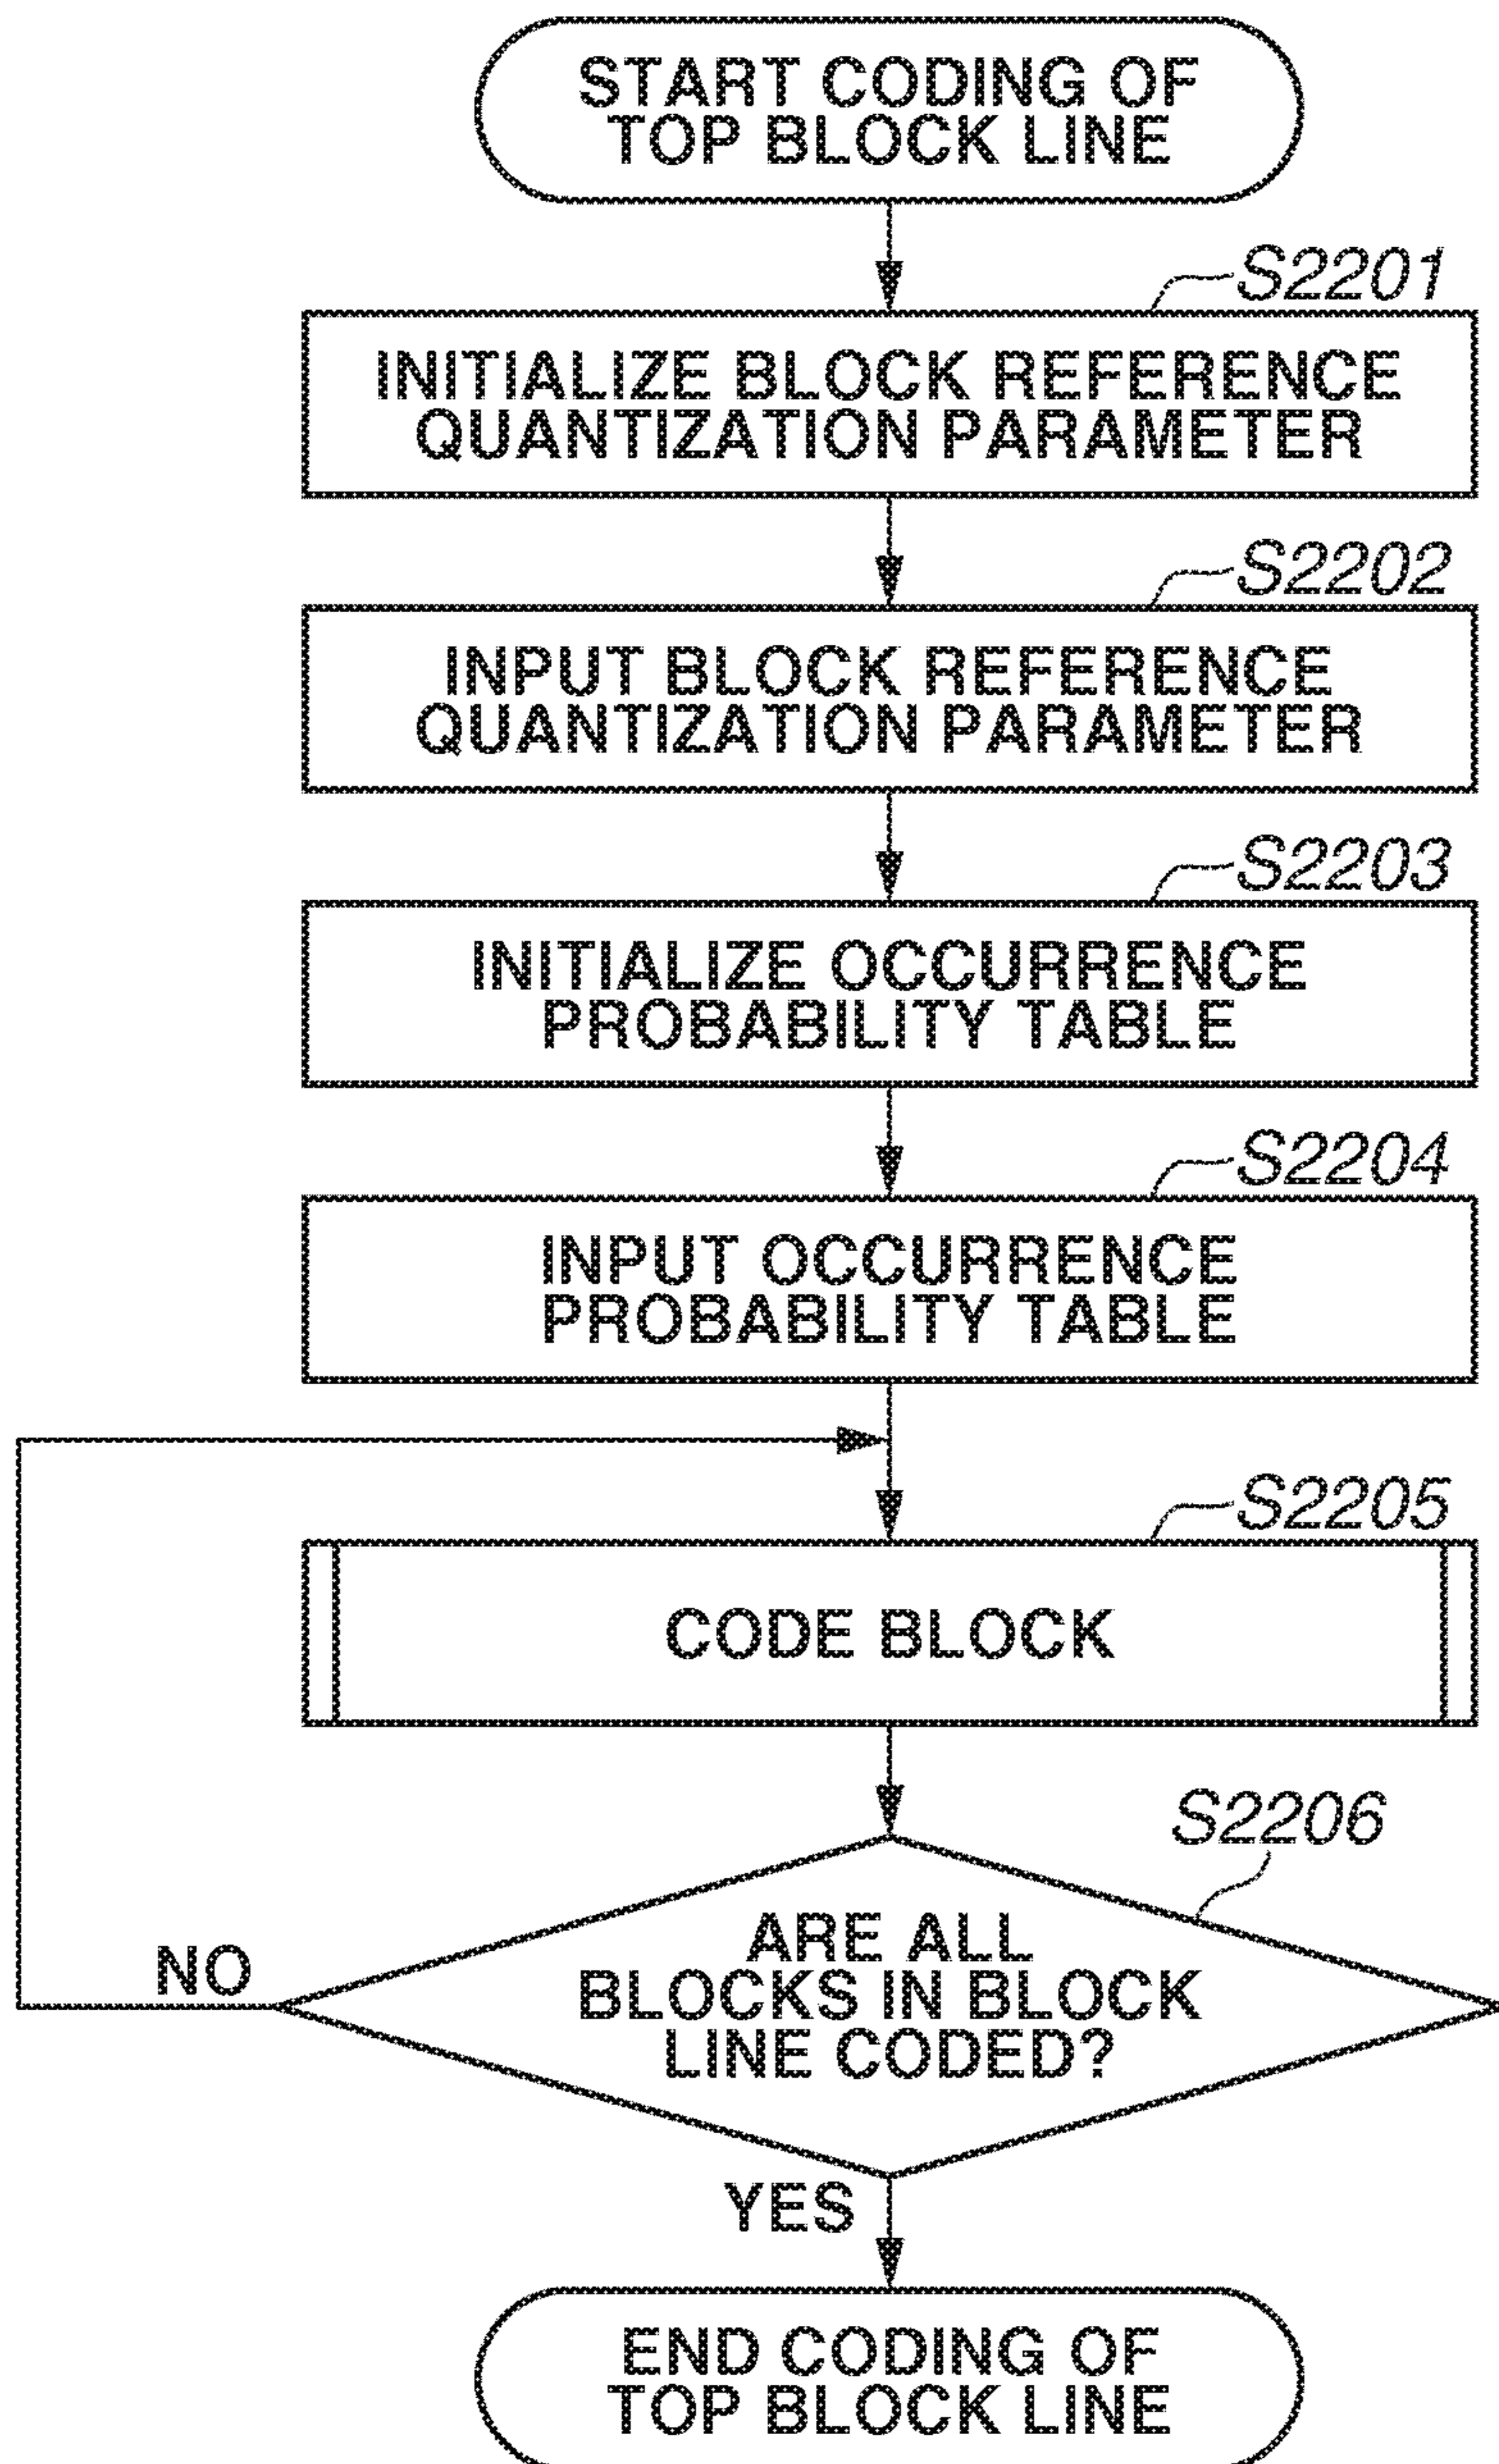 START CODING OF
TOP BLOCK LINE
S2201
INITIALIZE BLOCK REFERENCE
QUANTIZATION PARAMETER
S2202
INPUT BLOCK REFERENCE
QUANTIZATION PARAMETER
S2203
INITIALIZE OCCURRENCE
PROBABILITY TABLE
S2204
INPUT OCCURRENCE
PROBABILITY TABLE
S2205
CODE BLOCK
S2206
ARE ALL
BLOCKS IN BLOCK
LINE CODED?
NO
YES
END CODING OF
TOP BLOCK LINE